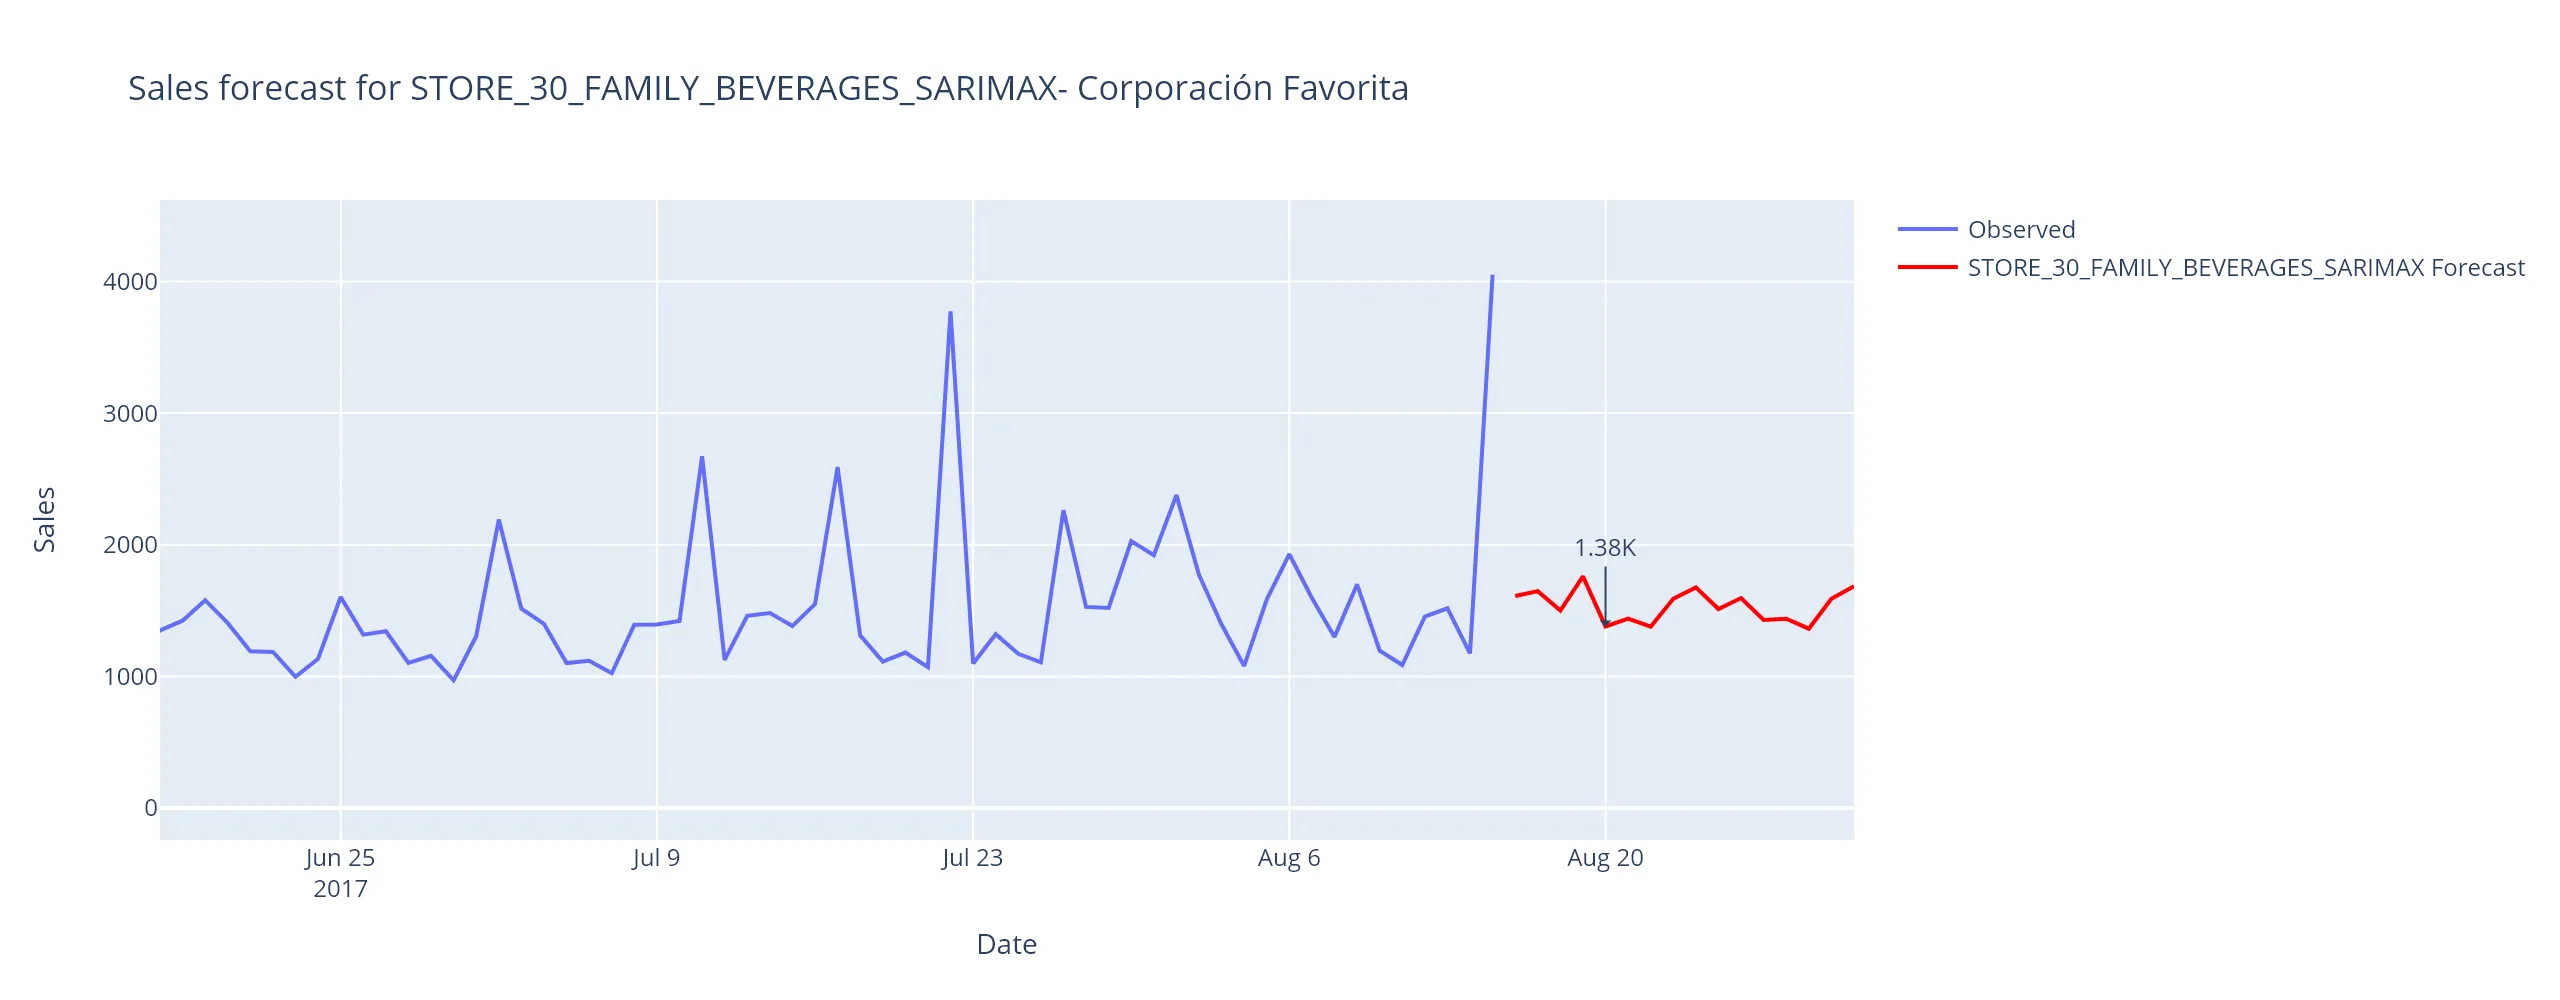 Sales forecast for STORE_30_FAMILY_BEVERAGES_SARIMAX- Corporación Favorita
Observed
STORE_30_FAMILY_BEVERAGES_SARIMAX Forecast
4000
3000
2000
1000
0
Sales
1.38K
Jun 25
2017
Jul 9
Jul 23
Aug 6
Aug 20
Date